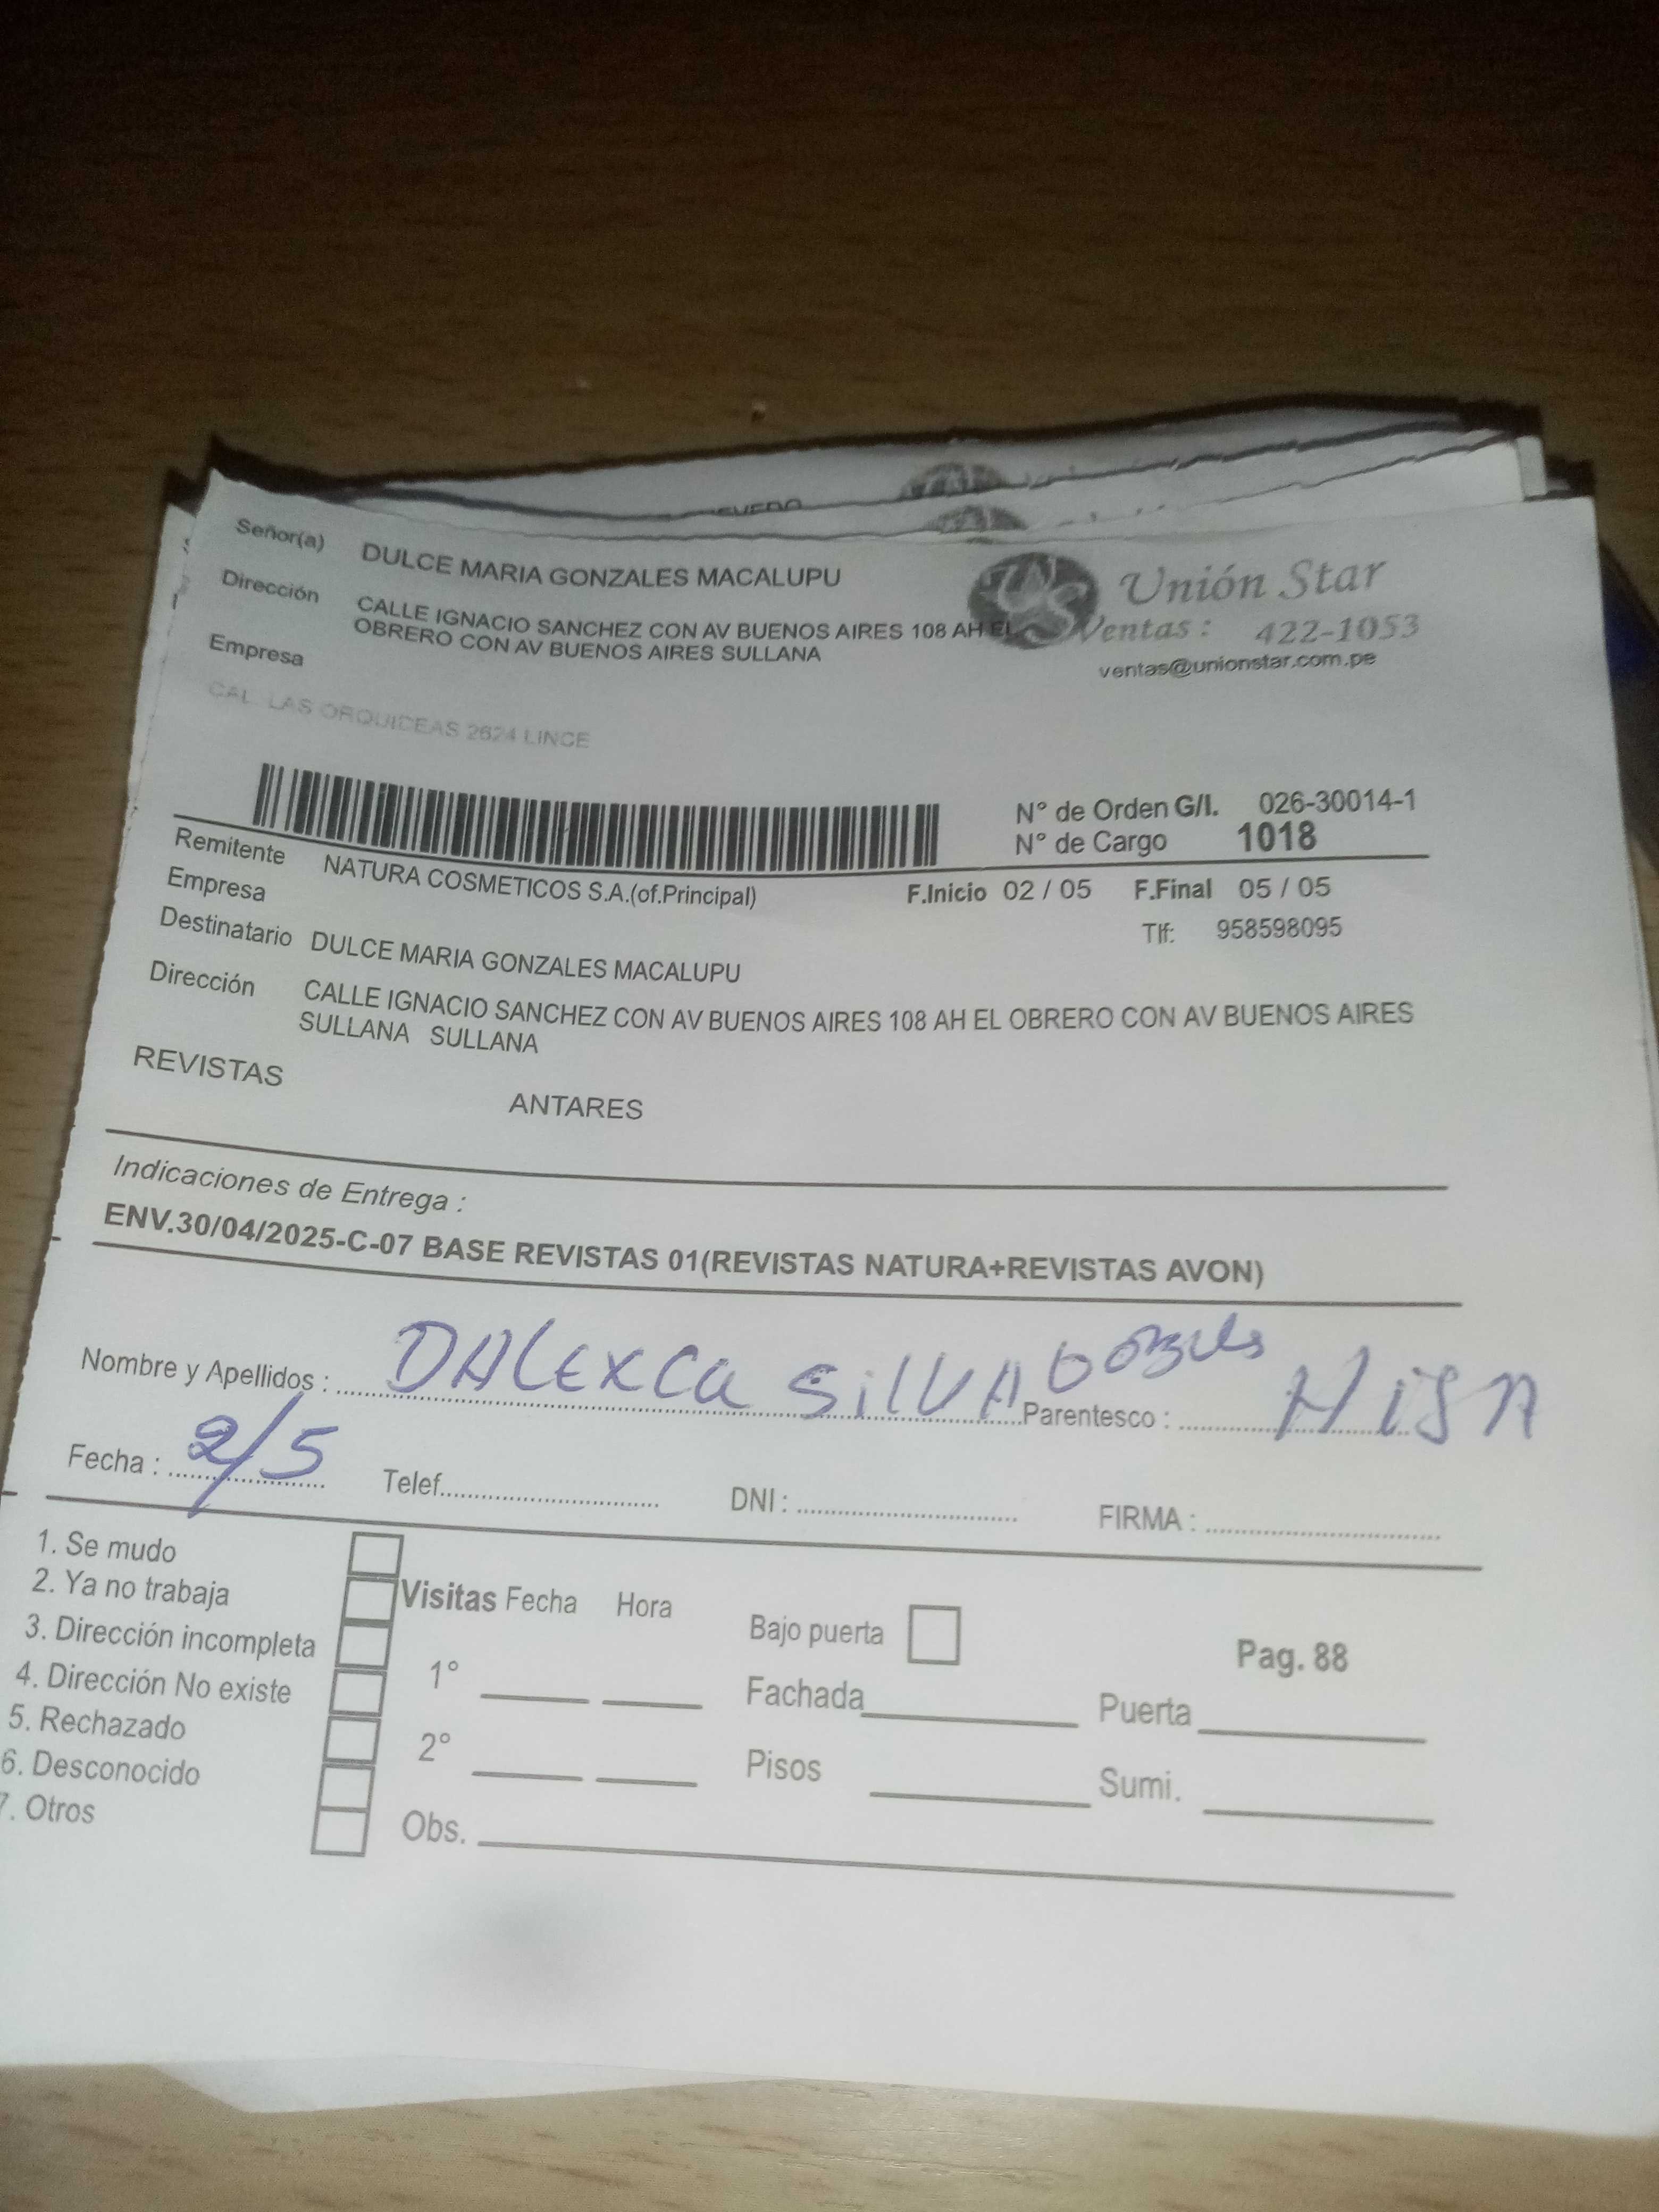 Señor(a) DULCE MARIA GONZALES MACALUPU
Unión Star
Dirección CALLE IGNACIO SANCHEZ CON AV BUENOS AIRES 108 AH EL
OBRERO CON AV BUENOS AIRES SULLANA
Ventas : 422-1053
ventas@unionstar.com.pe
Empresa
CAL. LAS ORQUIDEAS 2624 LINCE
N° de Orden G/I. 026-30014-1
N° de Cargo 1018
Remitente NATURA COSMETICOS S.A.(of.Principal)
F.Inicio 02 / 05 F.Final 05 / 05
Empresa
Tlf: 958598095
Destinatario DULCE MARIA GONZALES MACALUPU
Dirección CALLE IGNACIO SANCHEZ CON AV BUENOS AIRES 108 AH EL OBRERO CON AV BUENOS AIRES
SULLANA SULLANA
REVISTAS
ANTARES
Indicaciones de Entrega :
ENV.30/04/2025-C-07 BASE REVISTAS 01(REVISTAS NATURA+REVISTAS AVON)
Nombre y Apellidos : DALEXCA SILVA Parentesco : HIJA
Fecha : 2/5 Telef. DNI : FIRMA :
1. Se mudo
2. Ya no trabaja
3. Dirección incompleta
4. Dirección No existe
5. Rechazado
6. Desconocido
7. Otros
Visitas Fecha Hora
1°
2°
Obs.
Bajo puerta
Pag. 88
Fachada Puerta
Pisos Sumi.